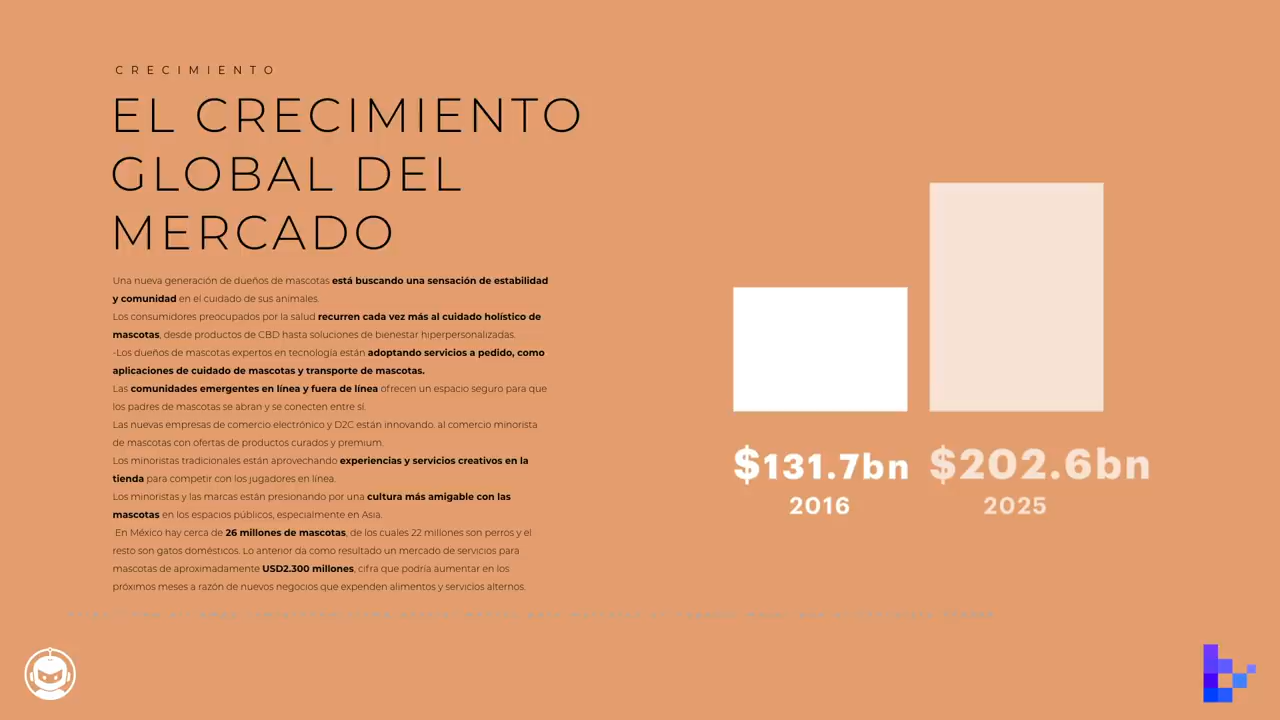 CRECIMIENTO
EL CRECIMIENTO
GLOBAL DEL
MERCADO
Una nueva generación de dueños de mascotas está buscando una sensación de estabilidad
y comunidad en el cuidado de sus animales.
Los consumidores preocupados por la salud recurren cada vez más al cuidado holístico de
mascotas, desde productos de CBD hasta soluciones de bienestar hiperpersonalizadas.
-Los dueños de mascotas expertos en tecnología están adoptando servicios a pedido, como
aplicaciones de cuidado de mascotas y transporte de mascotas.
Las comunidades emergentes en línea y fuera de línea ofrecen un espacio seguro para que
los padres de mascotas se abran y se conecten entre sí.
Las nuevas empresas de comercio electrónico y D2C están innovando. al comercio minorista
de mascotas con ofertas de productos curados y premium.
Los minoristas tradicionales están aprovechando experiencias y servicios creativos en la
tienda para competir con los jugadores en línea.
Los minoristas y las marcas están presionando por una cultura más amigable con las
mascotas en los espacios públicos, especialmente en Asia.
En México hay cerca de 26 millones de mascotas, de los cuales 22 millones son perros y el
resto son gatos domésticos. Lo anterior da como resultado un mercado de servicios para
mascotas de aproximadamente USD2.300 millones, cifra que podría aumentar en los
próximos meses a razón de nuevos negocios que expenden alimentos y servicios alternos.
$131.7bn
2016
$202.6bn
2025